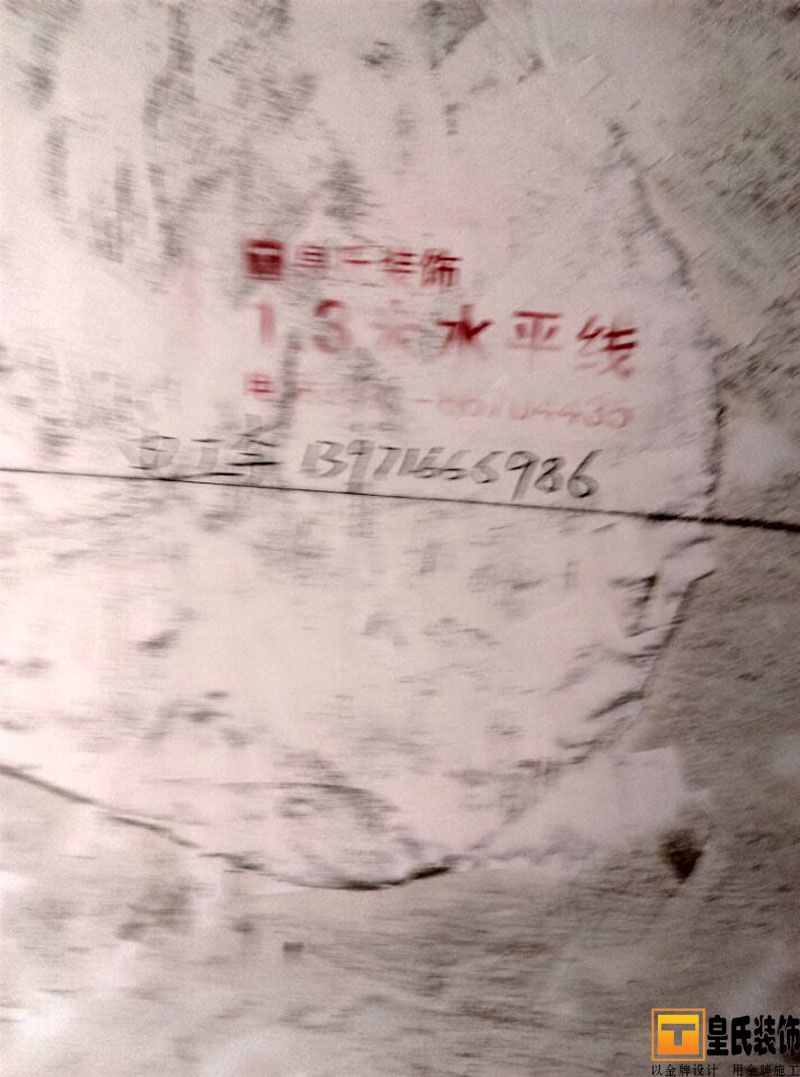 皇氏装饰
1.3米水平线
13971666986
T 皇氏装饰
以金牌设计 用金牌施工